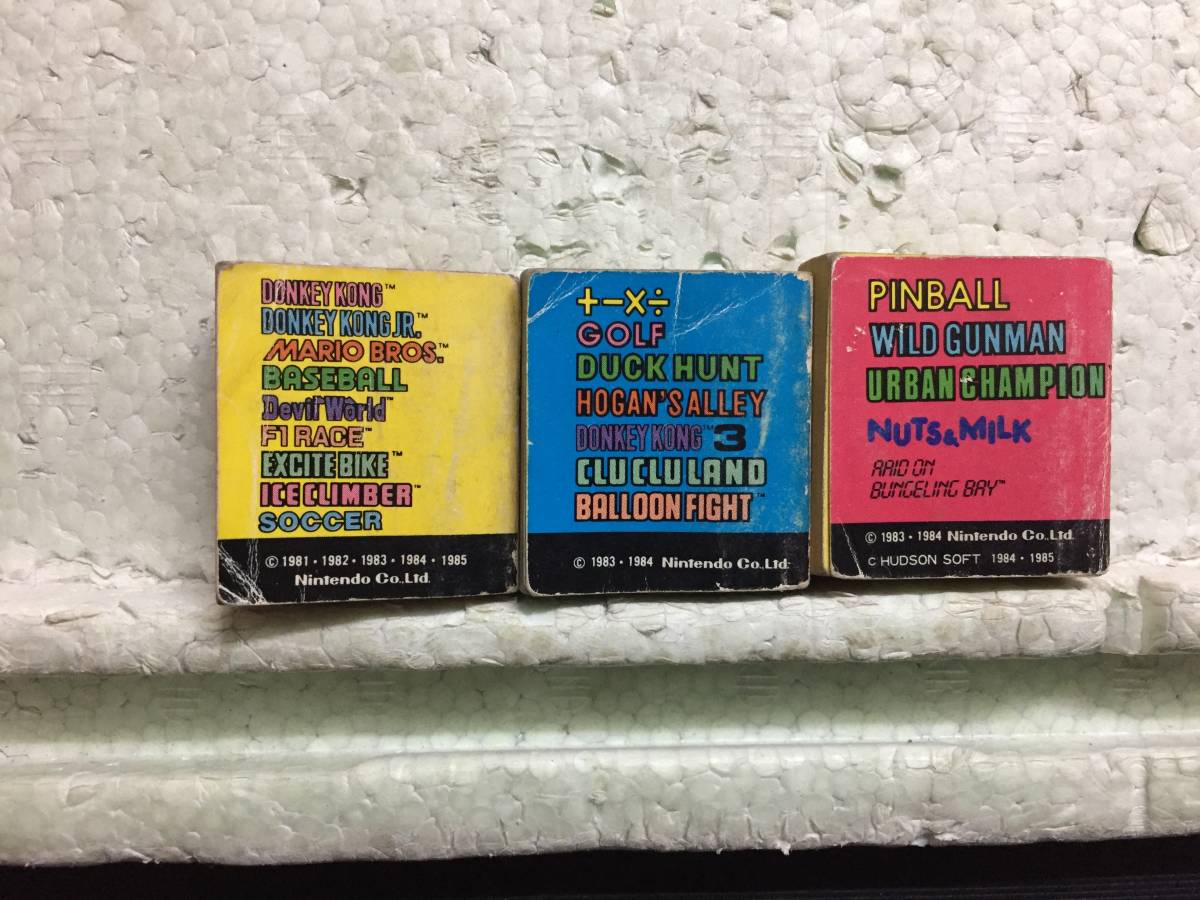 DONKEY KONG™
DONKEY KONG JR.™
MARIO BROS.™
BASEBALL
Devil World™
F1 RACE™
EXCITE BIKE™
ICE CLIMBER™
SOCCER
© 1981・1982・1983・1984・1985
Nintendo Co.,Ltd.
+-×÷
GOLF
DUCK HUNT
HOGAN'S ALLEY
DONKEY KONG™ 3
CLU CLU LAND
BALLOON FIGHT™
© 1983・1984 Nintendo Co.,Ltd.
PINBALL
WILD GUNMAN
URBAN CHAMPION
NUTS & MILK
RAID ON
BUNGELING BAY™
© 1983・1984 Nintendo Co.,Ltd.
C HUDSON SOFT 1984・1985